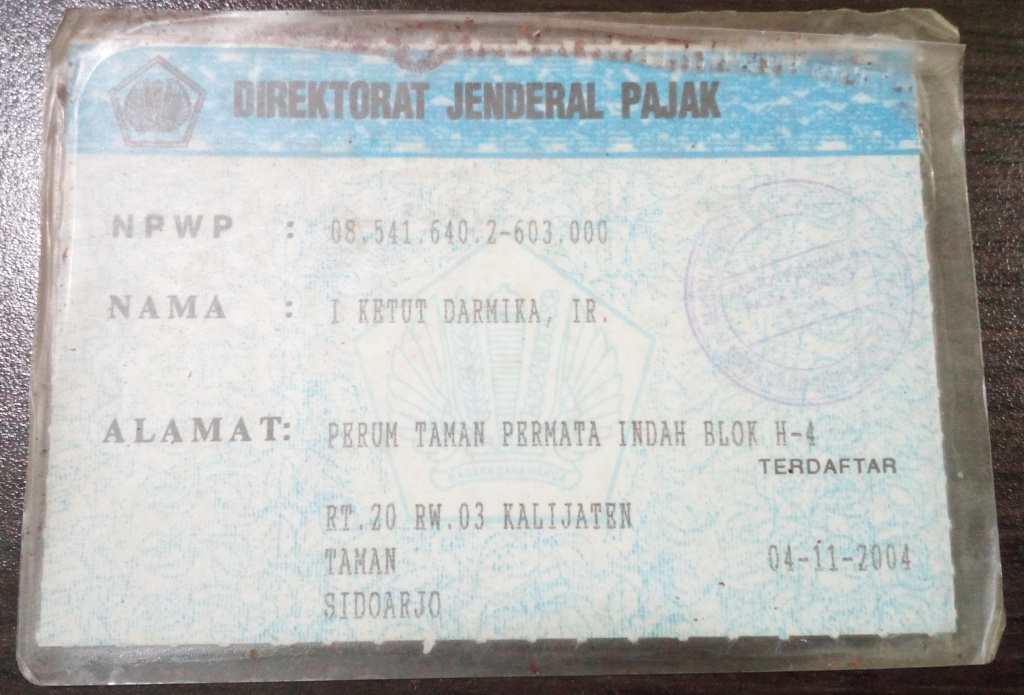 DIREKTORAT JENDERAL PAJAK
NPWP : 08.541.640.2-603.000
NAMA : I KETUT DARMIKA, IR.
ALAMAT: PERUM TAMAN PERMATA INDAH BLOK H-4
TERDAFTAR
RT.20 RW.03 KALIJATEN
TAMAN 04-11-2004
SIDOARJO